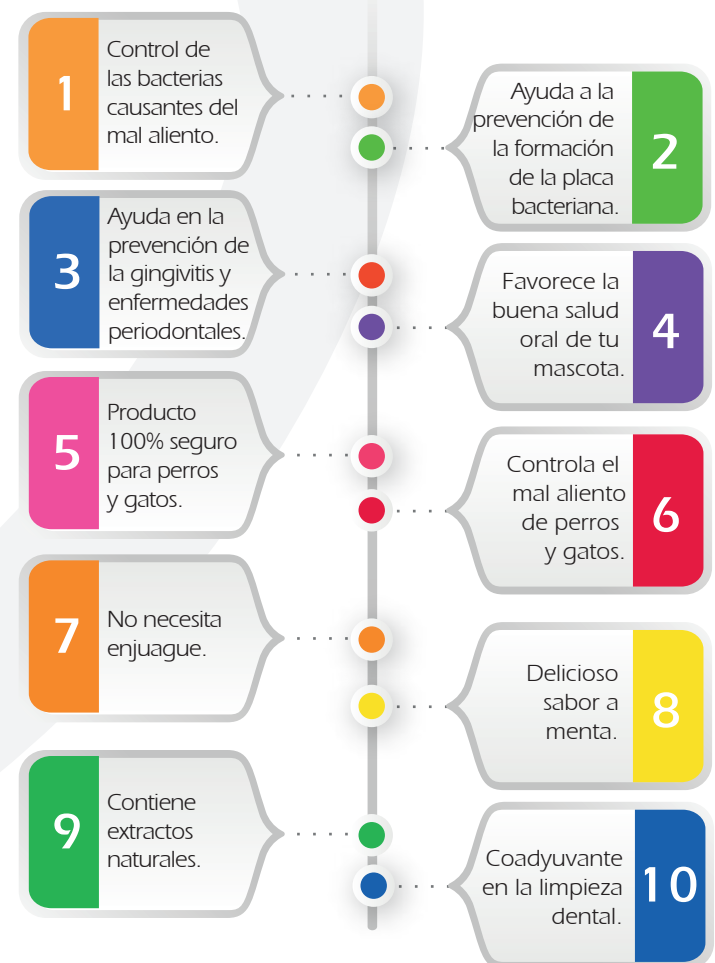 1
Control de
las bacterias
causantes del
mal aliento.
2
Ayuda a la
prevención de
la formación
de la placa
bacteriana.
3
Ayuda en la
prevención de
la gingivitis y
enfermedades
periodontales.
4
Favorece la
buena salud
oral de tu
mascota.
5
Producto
100% seguro
para perros
y gatos.
6
Controla el
mal aliento
de perros
y gatos.
7
No necesita
enjuague.
8
Delicioso
sabor a
menta.
9
Contiene
extractos
naturales.
10
Coadyuvante
en la limpieza
dental.